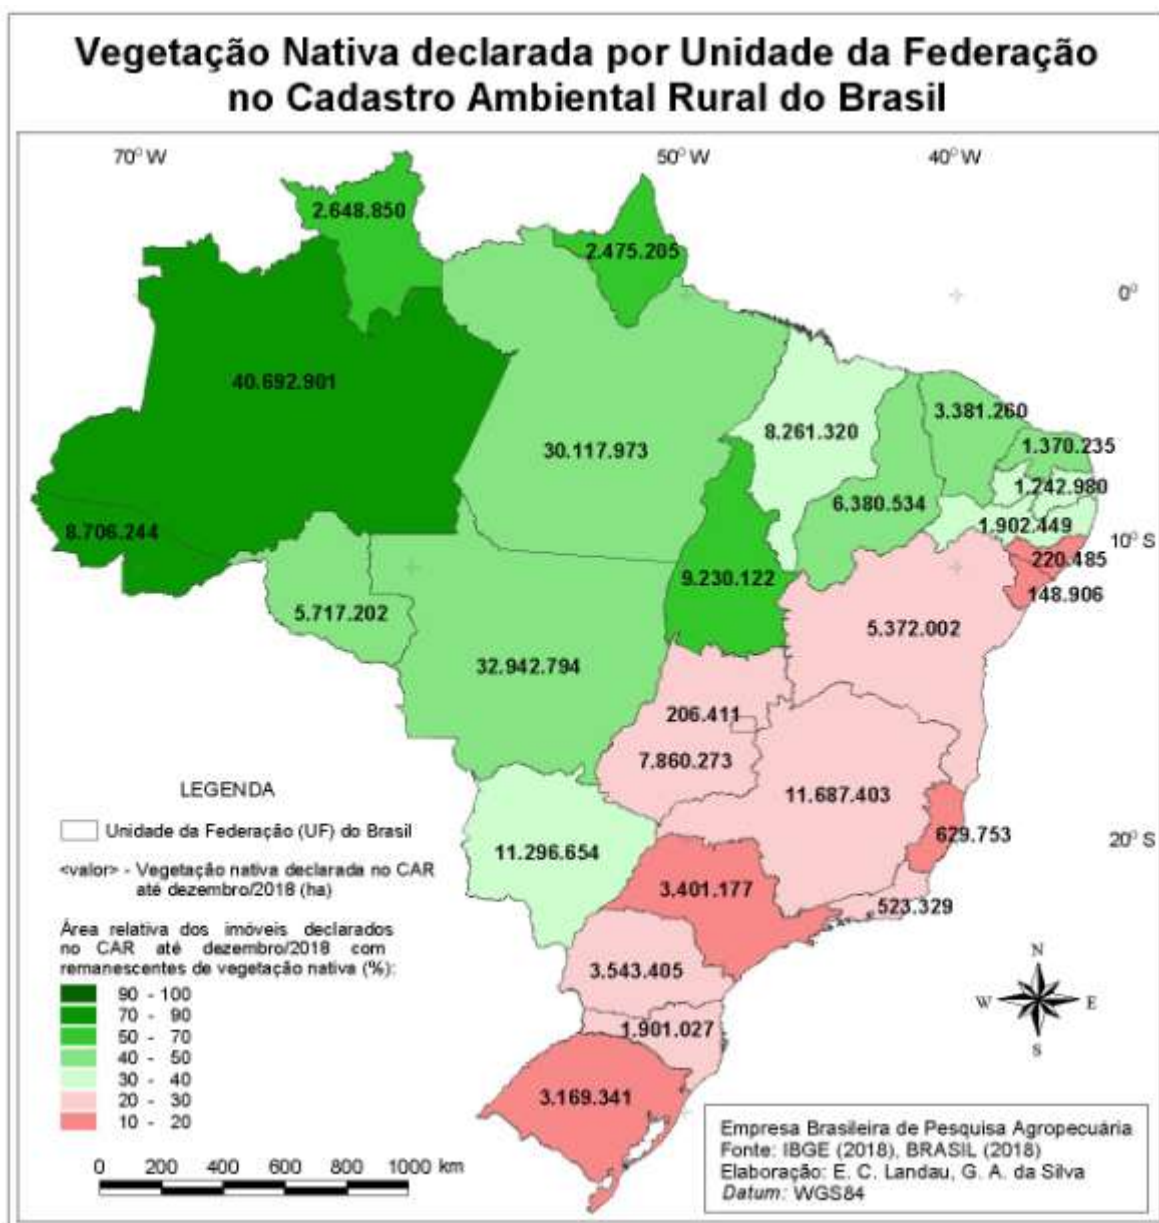 Vegetação Nativa declarada por Unidade da Federação
no Cadastro Ambiental Rural do Brasil
70⁰ W
50⁰ W
40⁰ W
2.648.850
2.475.205
0⁰
40.692.901
3.381.260
8.261.320
1.370.235
30.117.973
1.242.980
6.380.534
1.902.449
8.706.244
10⁰ S
220.485
9.230.122
148.906
5.717.202
5.372.002
32.942.794
206.411
7.860.273
11.687.403
629.753
20⁰ S
11.296.654
3.401.177
523.329
3.543.405
1.901.027
3.169.341
LEGENDA
Unidade da Federação (UF) do Brasil
<valor> - Vegetação nativa declarada no CAR
até dezembro/2018 (ha)
Área relativa dos imóveis declarados
no CAR até dezembro/2018 com
remanescentes de vegetação nativa (%):
90 - 100
70 - 90
50 - 70
40 - 50
30 - 40
20 - 30
10 - 20
0 200 400 600 800 1000 km
N
W E
S
Empresa Brasileira de Pesquisa Agropecuária
Fonte: IBGE (2018), BRASIL (2018)
Elaboração: E. C. Landau, G. A. da Silva
Datum: WGS84